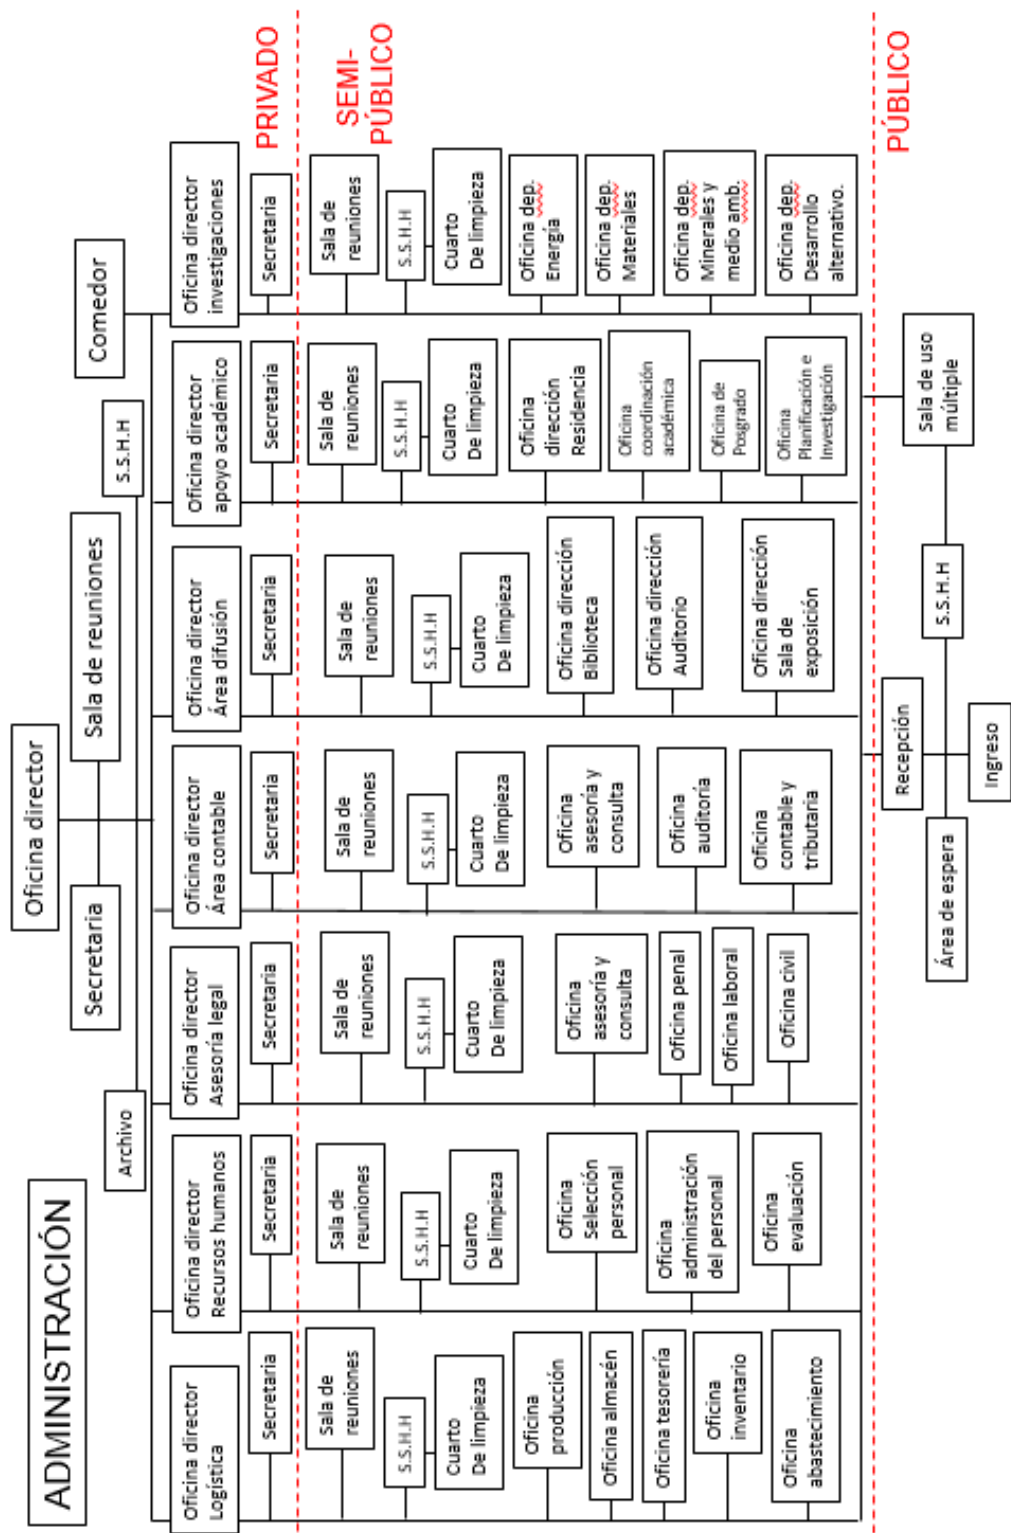 ADMINISTRACIÓN
Oficina director
Secretaria
Sala de reuniones
Archivo
S.S.H.H
Comedor
Oficina director
Logística
Secretaria
Sala de
reuniones
S.S.H.H
Cuarto
De limpieza
Oficina
producción
Oficina almacén
Oficina tesorería
Oficina
inventario
Oficina
abastecimiento
Oficina director
Recursos humanos
Secretaria
Sala de
reuniones
S.S.H.H
Cuarto
De limpieza
Oficina
Selección
personal
Oficina
administración
del personal
Oficina
evaluación
Oficina director
Asesoría legal
Secretaria
Sala de
reuniones
S.S.H.H
Cuarto
De limpieza
Oficina
asesoría y
consulta
Oficina penal
Oficina laboral
Oficina civil
Oficina director
Área contable
Secretaria
Sala de
reuniones
S.S.H.H
Cuarto
De limpieza
Oficina
asesoría y
consulta
Oficina
auditoría
Oficina
contable y
tributaria
Oficina director
Área difusión
Secretaria
Sala de
reuniones
S.S.H.H
Cuarto
De limpieza
Oficina dirección
Biblioteca
Oficina dirección
Auditorio
Oficina dirección
Sala de
exposición
Oficina director
apoyo académico
Secretaria
Sala de
reuniones
S.S.H.H
Cuarto
De limpieza
Oficina
dirección
Residencia
Oficina
coordinación
académica
Oficina de
Posgrado
Oficina
Planificación e
Investigación
Oficina director
investigaciones
Secretaria
Sala de
reuniones
S.S.H.H
Cuarto
De limpieza
Oficina dep.
Energía
Oficina dep.
Materiales
Oficina dep.
Minerales y
medio amb.
Oficina dep.
Desarrollo
alternativo.
PRIVADO
SEMI-
PÚBLICO
PÚBLICO
Recepción
Sala de uso
múltiple
Área de espera
S.S.H.H
Ingreso